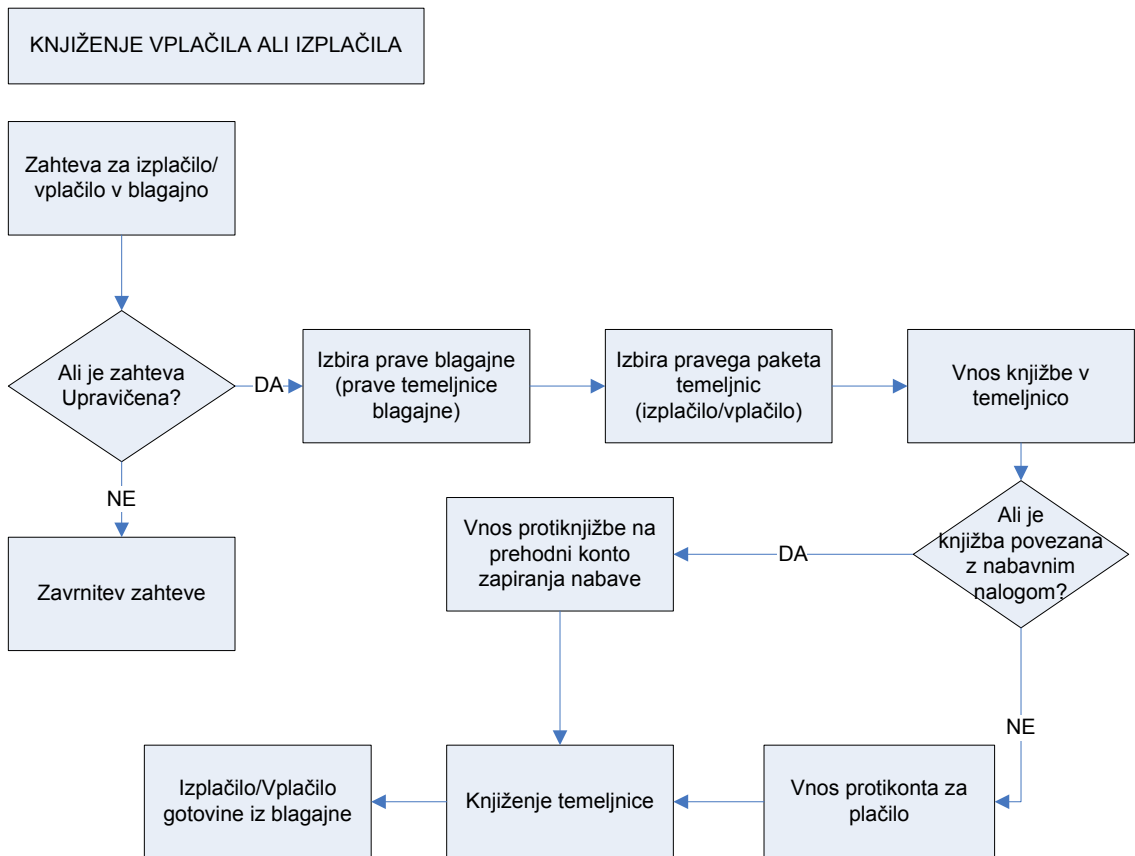 KNJIŽENJE VPLAČILA ALI IZPLAČILA
Zahteva za izplačilo/
vplačilo v blagajno
Ali je zahteva
Upravičena?
DA
Izbira prave blagajne
(prave temeljnice
blagajne)
Izbira pravega paketa
temeljnic
(izplačilo/vplačilo)
Vnos knjižbe v
temeljnico
NE
Zavrnitev zahteve
Ali je
knjižba povezana
z nabavnim
nalogom?
DA
Vnos protiknjižbe na
prehodni konto
zapiranja nabave
NE
Vnos protikonta za
plačilo
Knjiženje temeljnice
Izplačilo/Vplačilo
gotovine iz blagajne